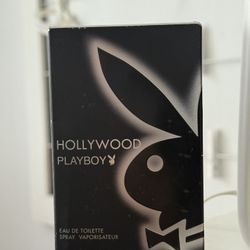 HOLLYWOOD
PLAYBOY
EAU DE TOILETTE
SPRAY VAPORISATEUR